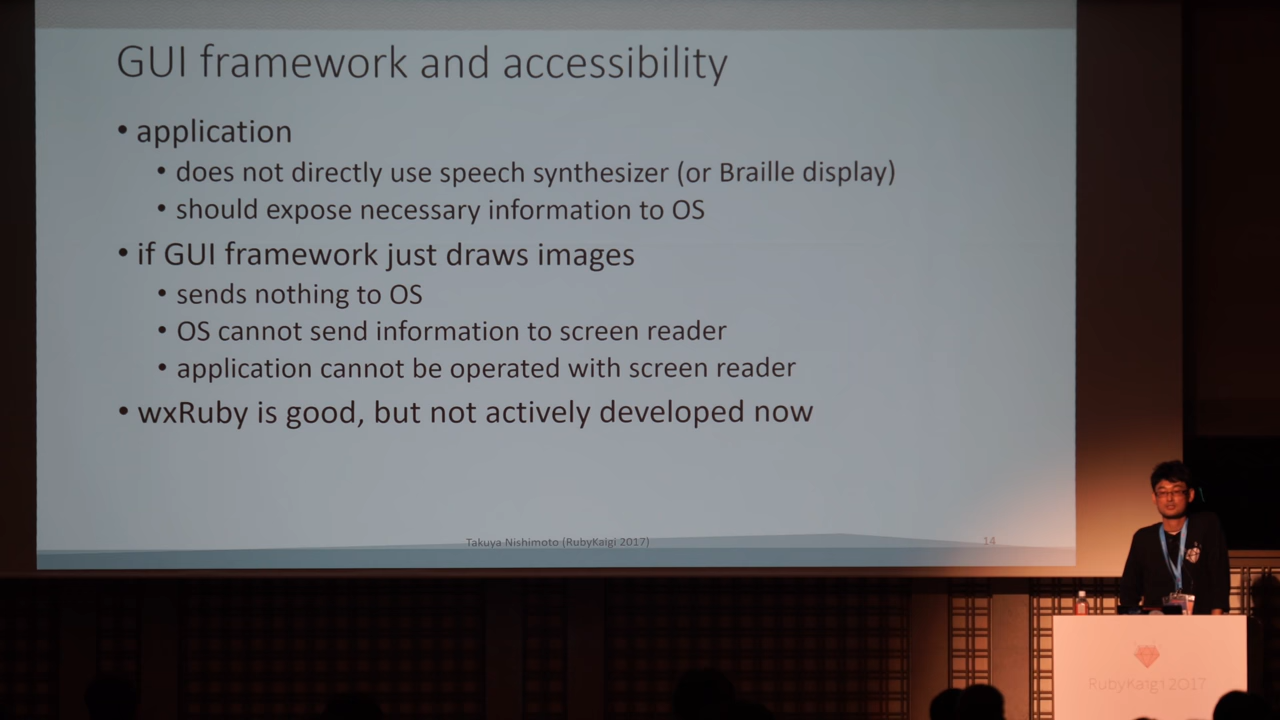 GUI framework and accessibility
• application
• does not directly use speech synthesizer (or Braille display)
• should expose necessary information to OS
• if GUI framework just draws images
• sends nothing to OS
• OS cannot send information to screen reader
• application cannot be operated with screen reader
• wxRuby is good, but not actively developed now
Takuya Nishimoto (RubyKaigi 2017)
14
RubyKaigi 2017